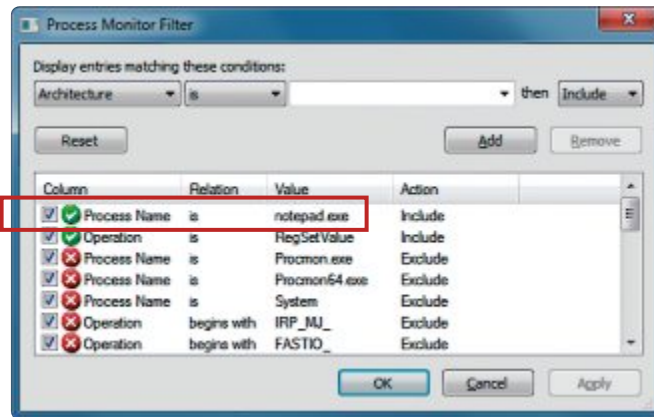 Process Monitor Filter
Display entries matching these conditions:
Architecture is then Include
Reset Add Remove
Column Relation Value Action
Process Name is notepad.exe Include
Operation is RegSetValue Include
Process Name is Procmon.exe Exclude
Process Name is Procmon64.exe Exclude
Process Name is System Exclude
Operation begins with IRP_MJ_ Exclude
Operation begins with FASTIO_ Exclude
OK Cancel Apply